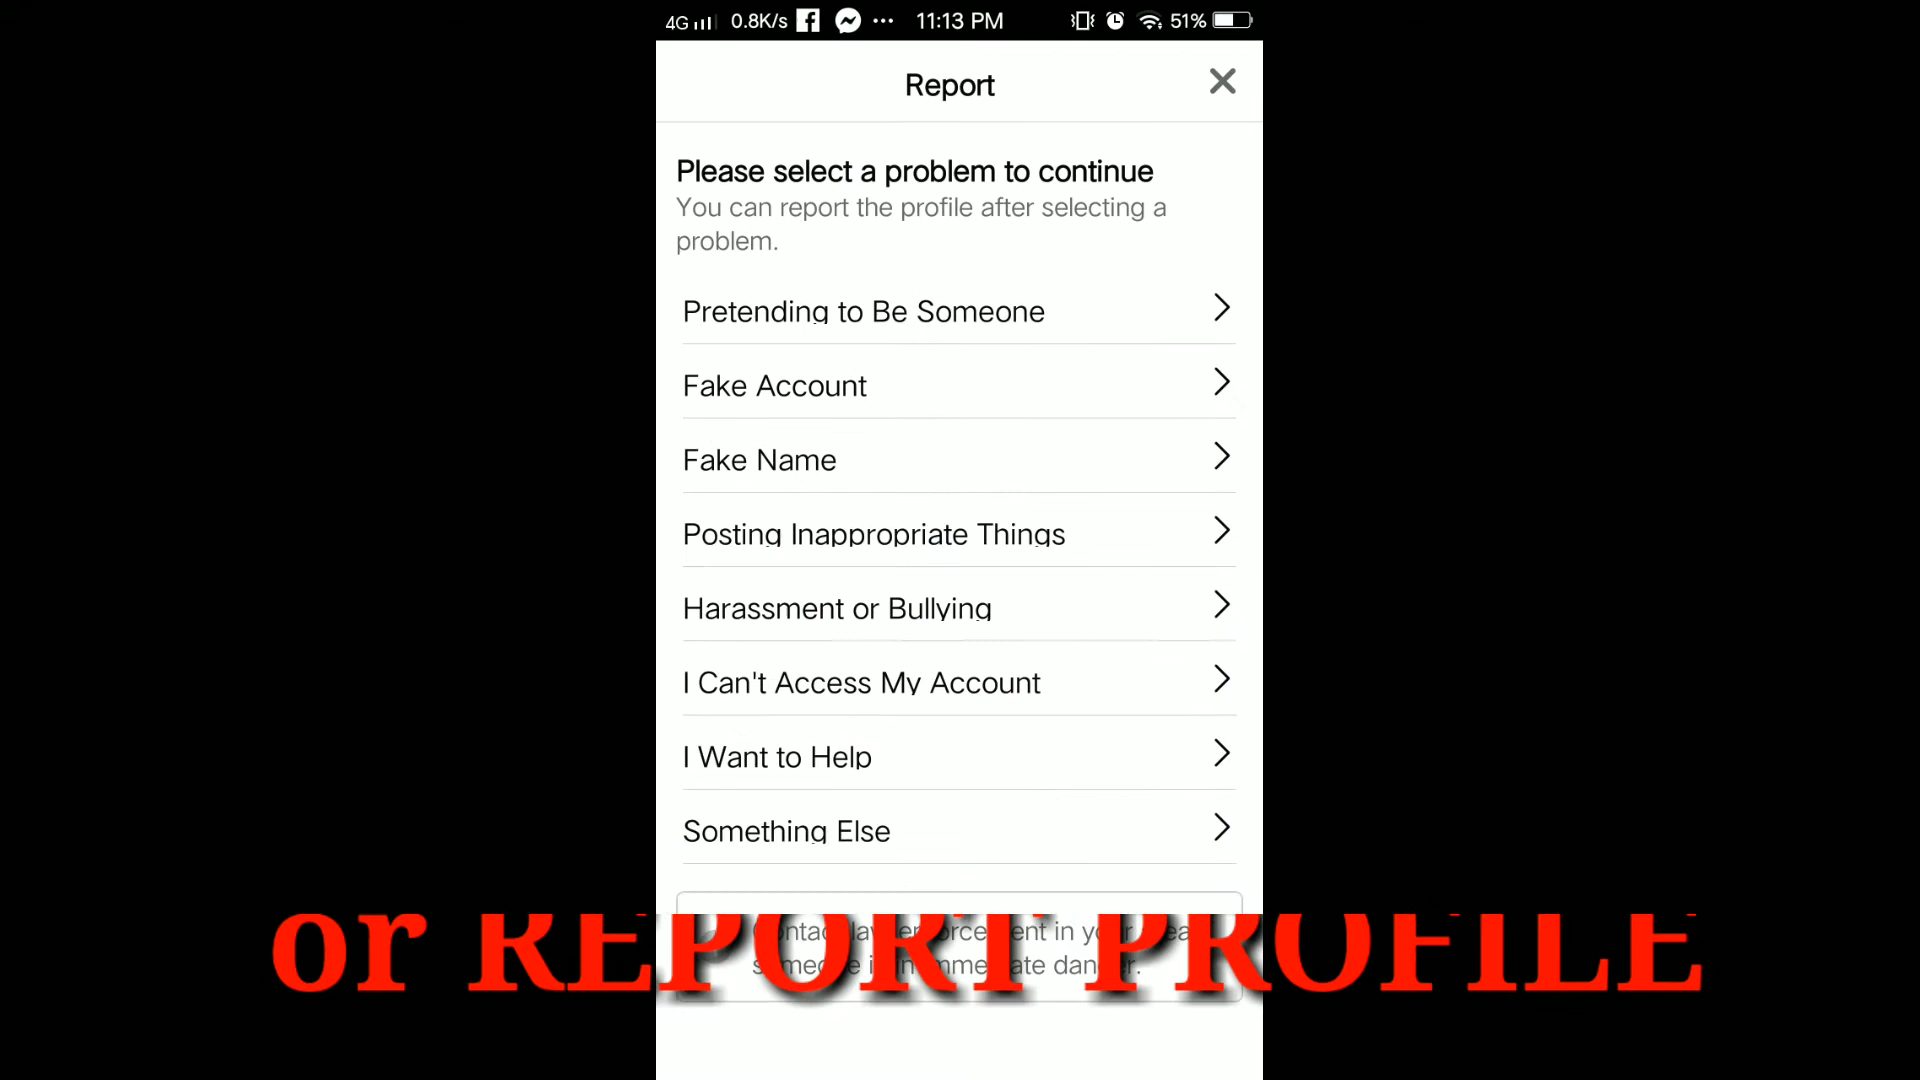 4G 0.8K/s 11:13 PM 51%
Report
Please select a problem to continue
You can report the profile after selecting a
problem.
Pretending to Be Someone
Fake Account
Fake Name
Posting Inappropriate Things
Harassment or Bullying
I Can't Access My Account
I Want to Help
Something Else
or REPORT PROFILE